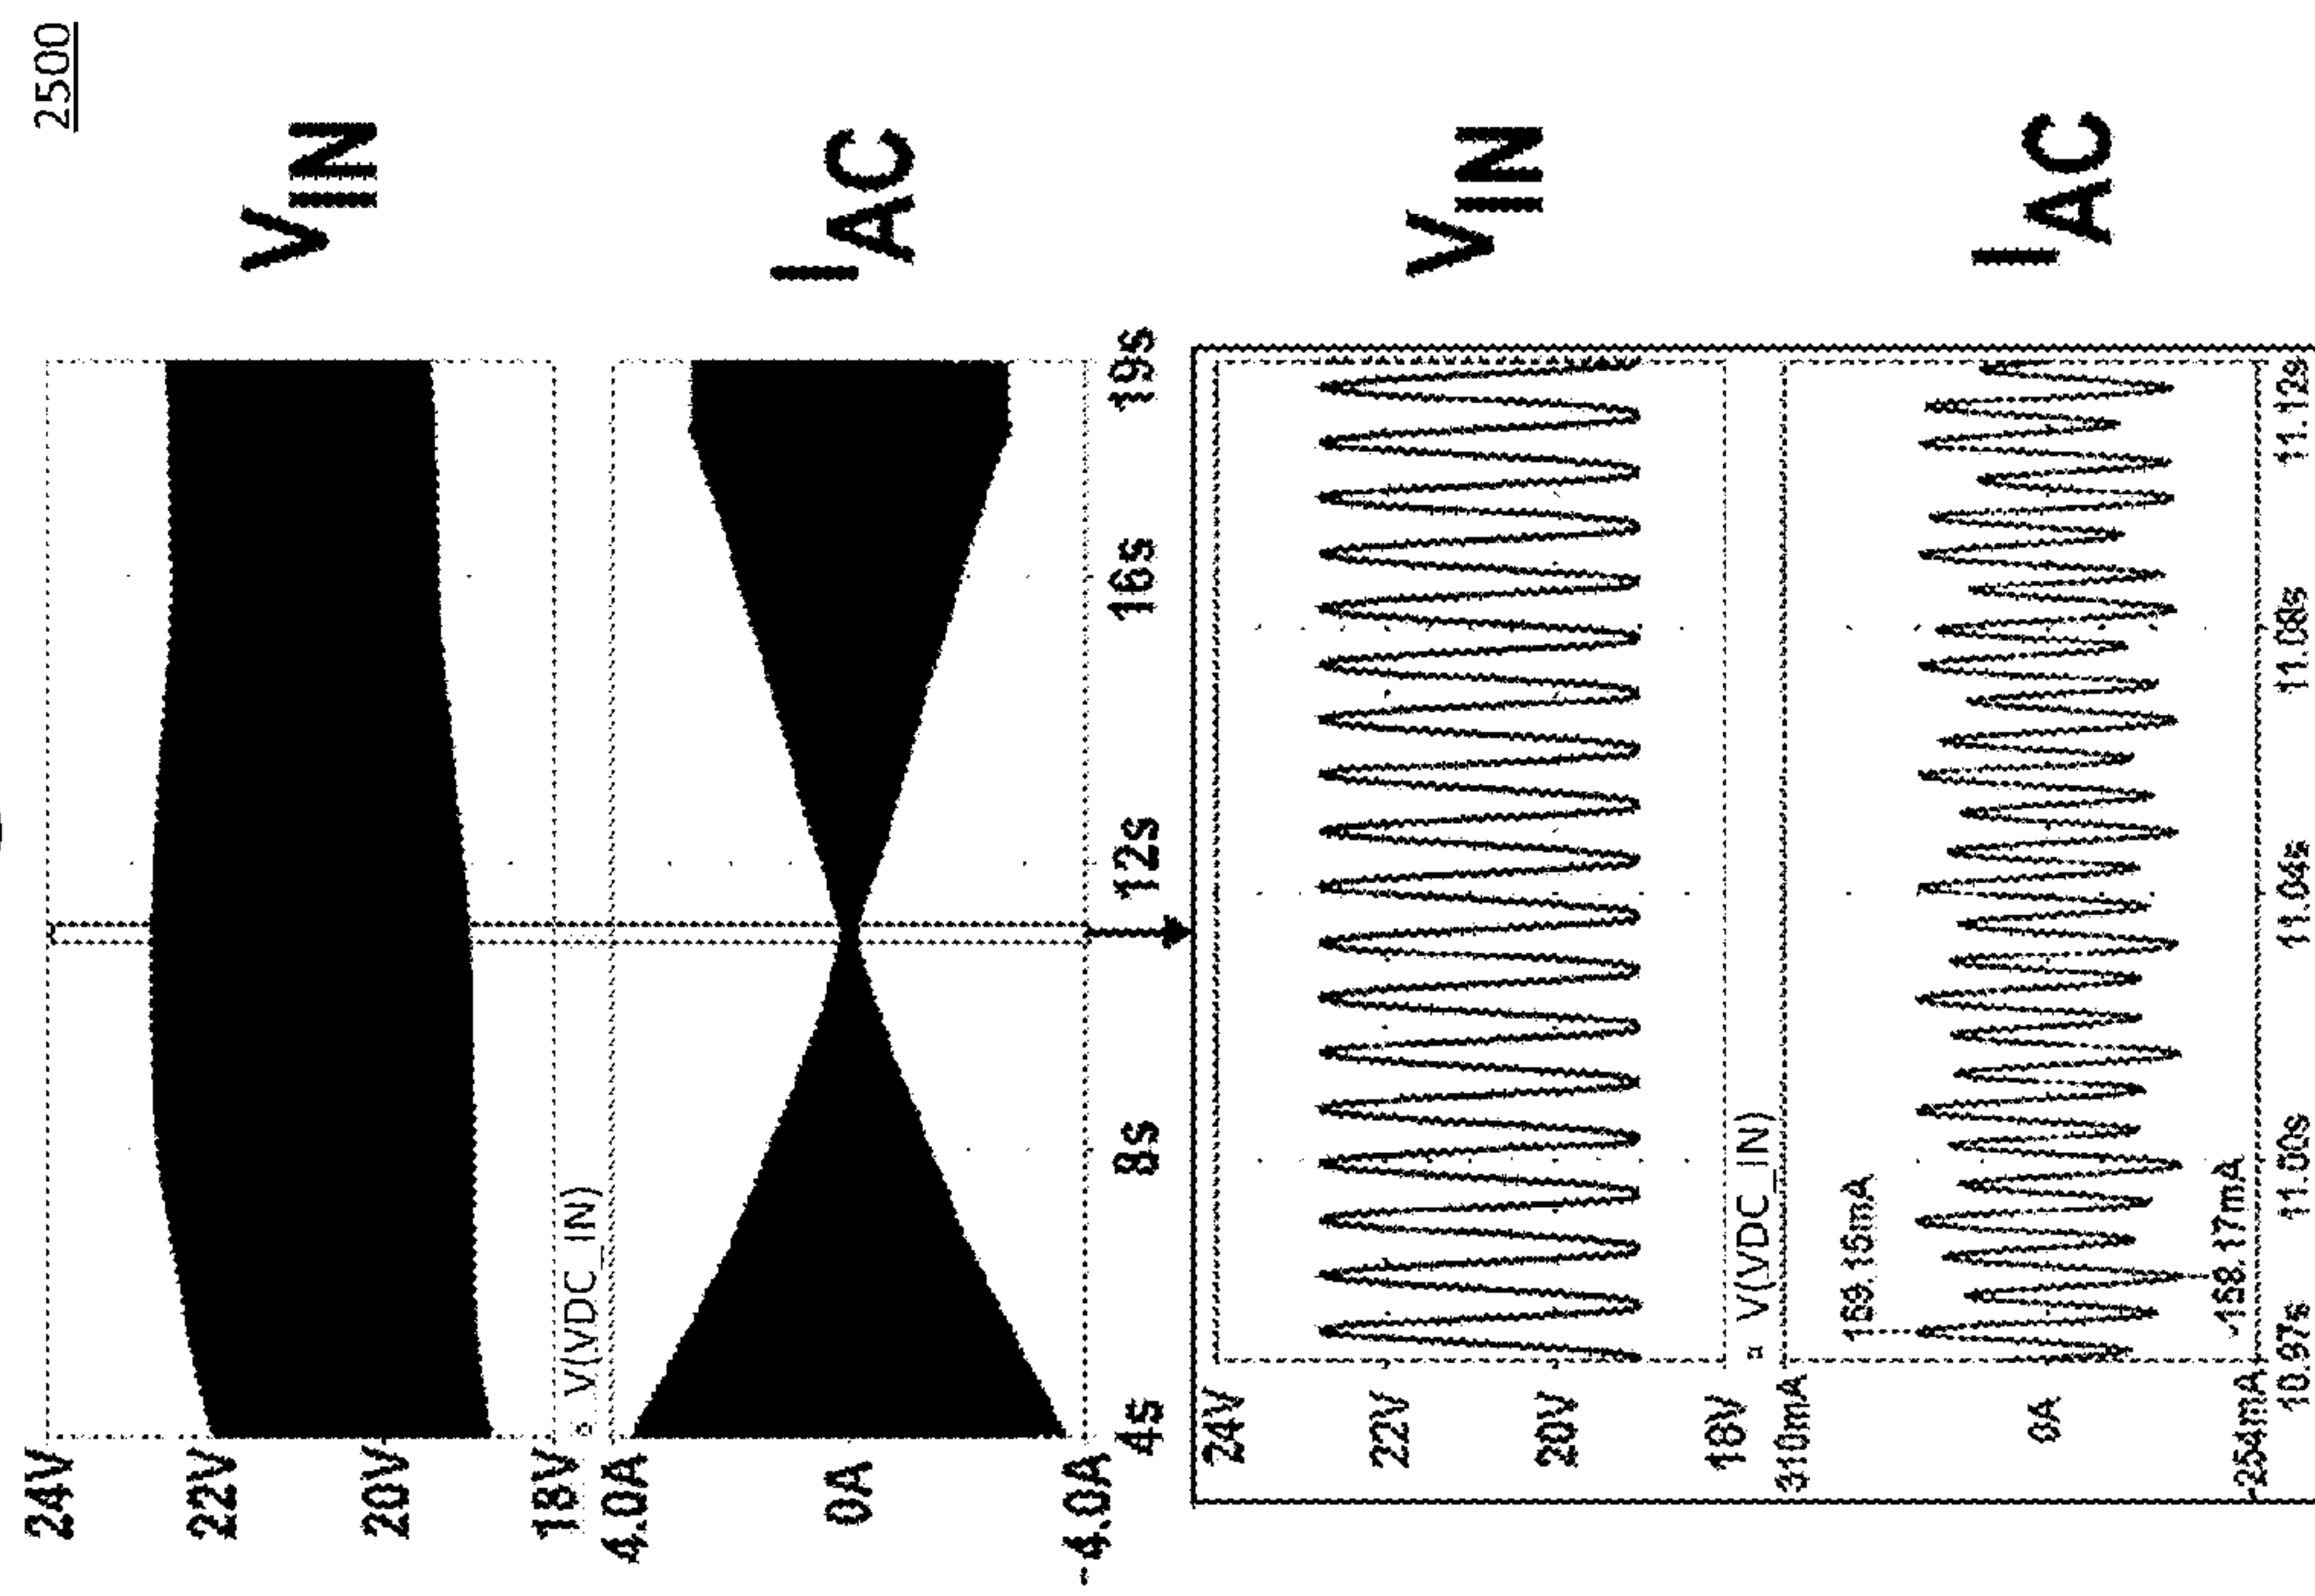 2500
24V
22V
20V
18V
V(VDC_IN)
VIN
4.0A
0A
-4.0A
IAC
4s
8s
12s
16s
19s
24V
22V
20V
18V
V(VDC_IN)
VIN
310mA
0A
-254mA
169.15mA
-158.17mA
IAC
10.97s
11.00s
11.04s
11.08s
11.12s